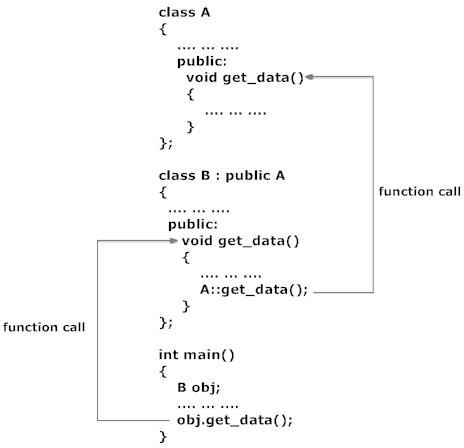 class A
{
.... ... ....
public:
void get_data()
{
.... ... ....
}
};
class B : public A
{
.... ... ....
public:
void get_data()
{
.... ... ....
A::get_data();
}
};
int main()
{
B obj;
.... ... ....
obj.get_data();
}
function call
function call